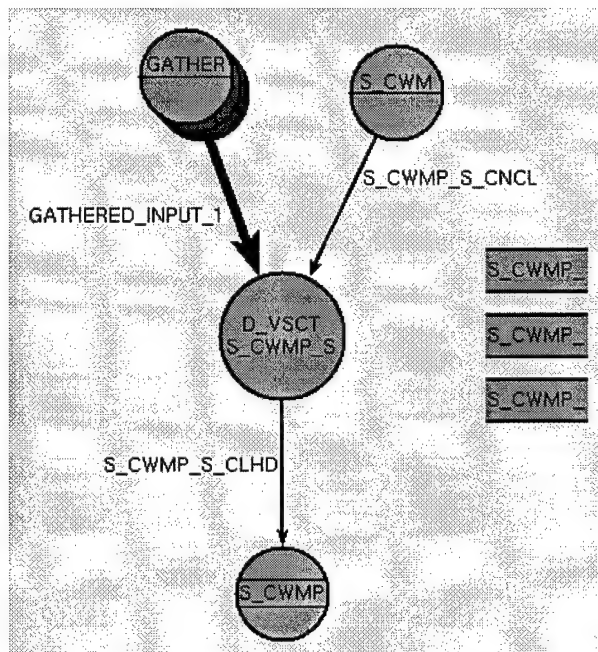 GATHER
S_CWM
S_CWMP_S_CNCL
GATHERED_INPUT_1
S_CWMP_
D_VSCT
S_CWMP_S
S_CWMP_
S_CWMP_
S_CWMP_S_CLHD
S_CWMP